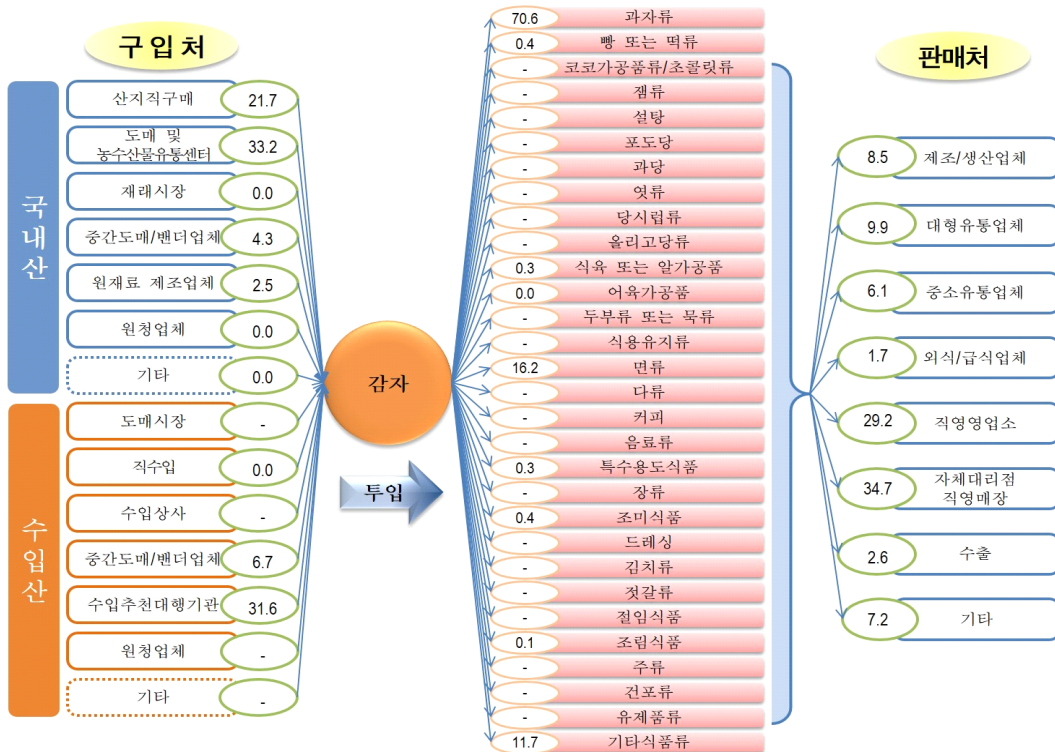 구입처
국내산
산지직구매 21.7
도매 및
농수산물유통센터 33.2
재래시장 0.0
중간도매/밴더업체 4.3
원재료 제조업체 2.5
원청업체 0.0
기타 0.0
수입산
도매시장 -
직수입 0.0
수입상사 -
중간도매/밴더업체 6.7
수입추천대행기관 31.6
원청업체 -
기타 -
감자
투입
70.6 과자류
0.4 빵 또는 떡류
- 코코가공품류/초콜릿류
- 잼류
- 설탕
- 포도당
- 과당
- 엿류
- 당시럽류
- 올리고당류
0.3 식육 또는 알가공품
0.0 어육가공품
- 두부류 또는 묵류
- 식용유지류
16.2 면류
- 다류
- 커피
- 음료류
0.3 특수용도식품
- 장류
0.4 조미식품
- 드레싱
- 김치류
- 젓갈류
- 절임식품
0.1 조림식품
- 주류
- 건포류
- 유제품류
11.7 기타식품류
판매처
8.5 제조/생산업체
9.9 대형유통업체
6.1 중소유통업체
1.7 외식/급식업체
29.2 직영영업소
34.7 자체대리점
직영매장
2.6 수출
7.2 기타